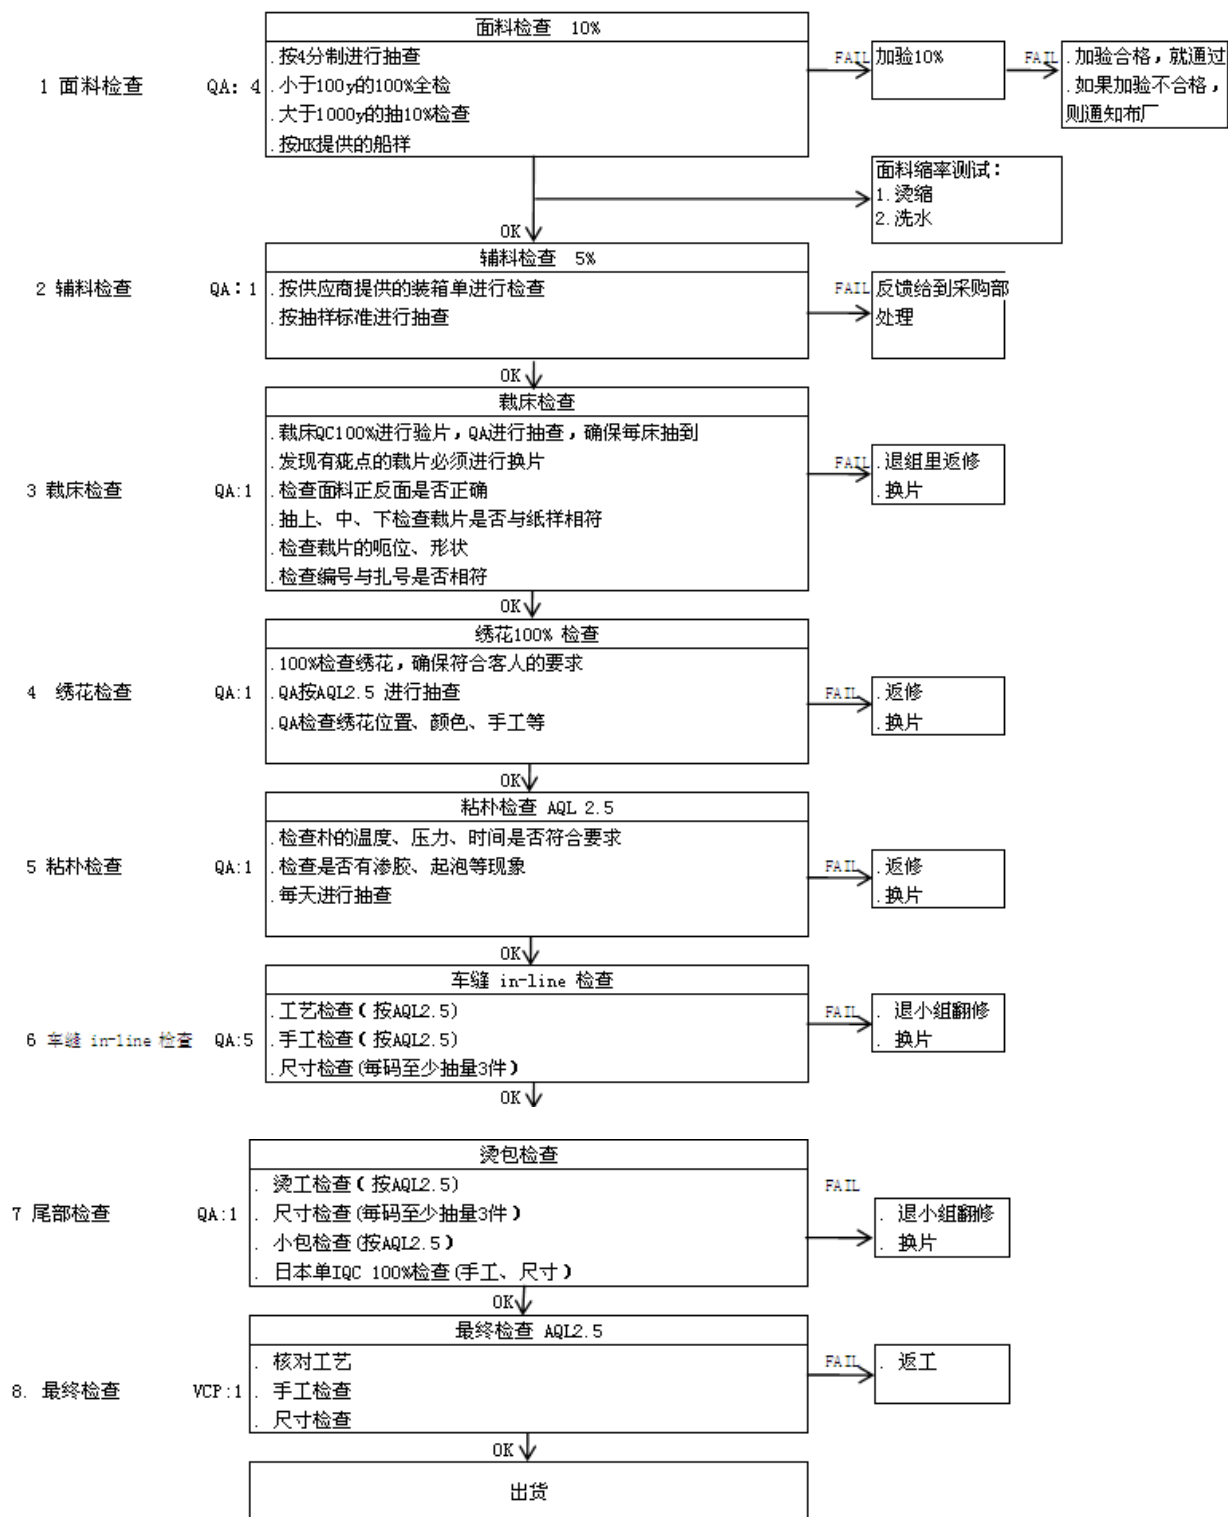 面料检查 10%
1 面料检查 QA: 4
.按4分制进行抽查
.小于100y的100%全检
.大于1000y的抽10%检查
.按HK提供的船样
FAIL
加验10%
FAIL
.加验合格，就通过
.如果加验不合格，
则通知布厂
面料缩率测试：
1.烫缩
2.洗水
OK
辅料检查 5%
2 辅料检查 QA：1
.按供应商提供的装箱单进行检查
.按抽样标准进行抽查
FAIL
反馈给到采购部
处理
OK
裁床检查
3 裁床检查 QA:1
.裁床QC100%进行验片，QA进行抽查，确保每床抽到
.发现有疵点的裁片必须进行换片
.检查面料正反面是否正确
.抽上、中、下检查裁片是否与纸样相符
.检查裁片的呃位、形状
.检查编号与扎号是否相符
FAIL
.退组里返修
.换片
OK
绣花100% 检查
4 绣花检查 QA:1
.100%检查绣花，确保符合客人的要求
.QA按AQL2.5 进行抽查
.QA检查绣花位置、颜色、手工等
FAIL
.返修
.换片
OK
粘朴检查 AQL 2.5
5 粘朴检查 QA:1
.检查朴的温度、压力、时间是否符合要求
.检查是否有渗胶、起泡等现象
.每天进行抽查
FAIL
.返修
.换片
OK
车缝 in-line 检查
6 车缝 in-line 检查 QA:5
.工艺检查(按AQL2.5)
.手工检查(按AQL2.5)
.尺寸检查(每码至少抽量3件)
FAIL
. 退小组翻修
. 换片
OK
烫包检查
7 尾部检查 QA:1
. 烫工检查(按AQL2.5)
. 尺寸检查(每码至少抽量3件)
. 小包检查(按AQL2.5)
. 日本单IQC 100%检查(手工、尺寸)
FAIL
. 退小组翻修
. 换片
OK
最终检查 AQL2.5
8. 最终检查 VCP:1
. 核对工艺
. 手工检查
. 尺寸检查
FAIL
. 返工
OK
出货